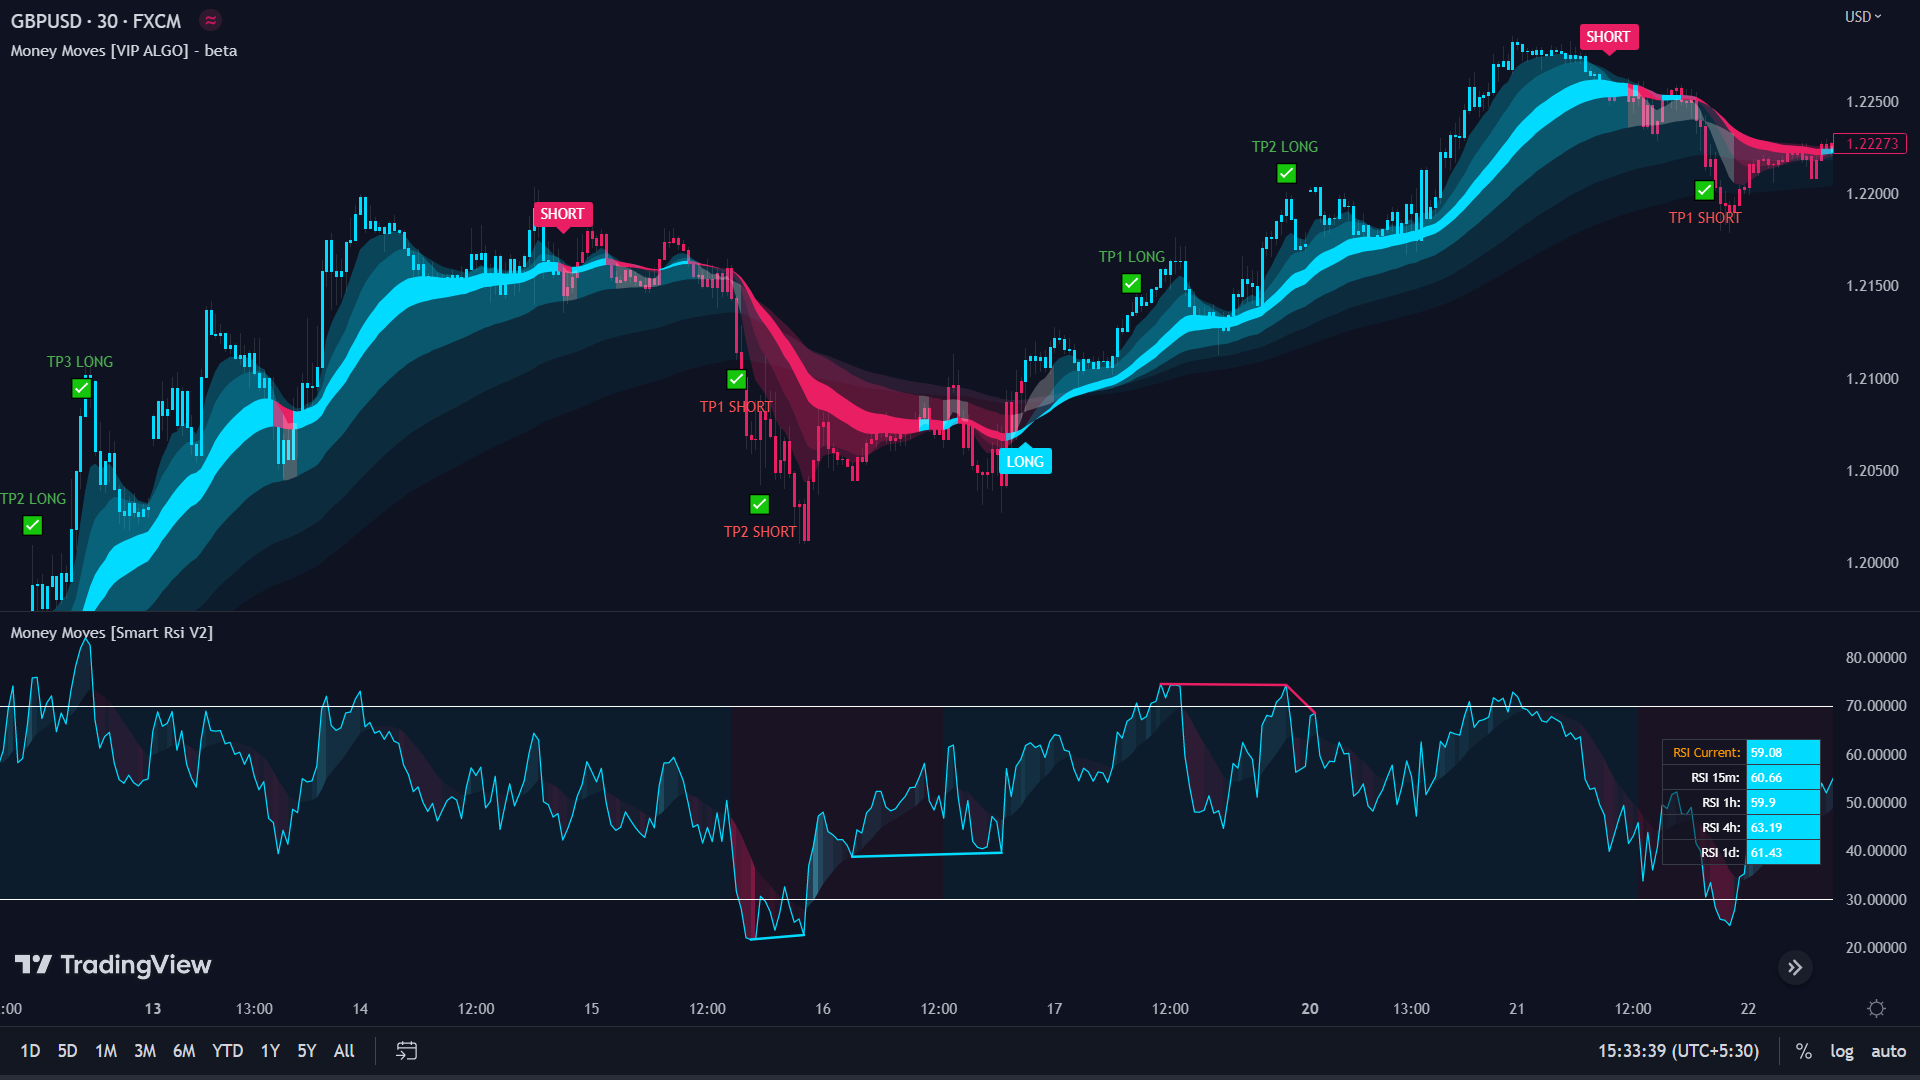 GBPUSD · 30 · FXCM ≈
USD
Money Moves [VIP ALGO] - beta
SHORT
1.22500
TP2 LONG
1.22273
1.22000
SHORT
TP1 SHORT
TP1 LONG
1.21500
TP3 LONG
1.21000
TP1 SHORT
LONG
1.20500
TP2 LONG
TP2 SHORT
1.20000
Money Moves [Smart Rsi V2]
80.00000
70.00000
60.00000
50.00000
40.00000
30.00000
20.00000
RSI Current: 59.08
RSI 15m: 60.66
RSI 1h: 59.9
RSI 4h: 63.19
RSI 1d: 61.43
TradingView
:00 13 13:00 14 12:00 15 12:00 16 12:00 17 12:00 20 13:00 21 12:00 22
1D 5D 1M 3M 6M YTD 1Y 5Y All 15:33:39 (UTC+5:30) % log auto